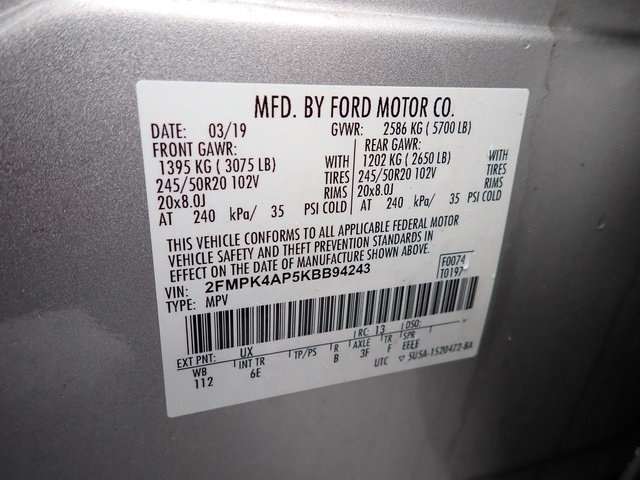 MFD. BY FORD MOTOR CO.
DATE: 03/19 GVWR: 2586 KG ( 5700 LB)
FRONT GAWR: REAR GAWR:
1395 KG ( 3075 LB) WITH 1202 KG ( 2650 LB) WITH
245/50R20 102V TIRES 245/50R20 102V TIRES
20x8.0J RIMS 20x8.0J RIMS
AT 240 kPa/ 35 PSI COLD AT 240 kPa/ 35 PSI COLD
THIS VEHICLE CONFORMS TO ALL APPLICABLE FEDERAL MOTOR
VEHICLE SAFETY AND THEFT PREVENTION STANDARDS IN
EFFECT ON THE DATE OF MANUFACTURE SHOWN ABOVE.
VIN: 2FMPK4AP5KBB94243 F0074
TYPE: MPV T0197
RC: 13 DSO:
EXT PNT: UX
WB INT TR TP/PS R AXLE TR SPR
112 6E B 3F F EEEE
UTC ▽ SU5A-1520472-BA